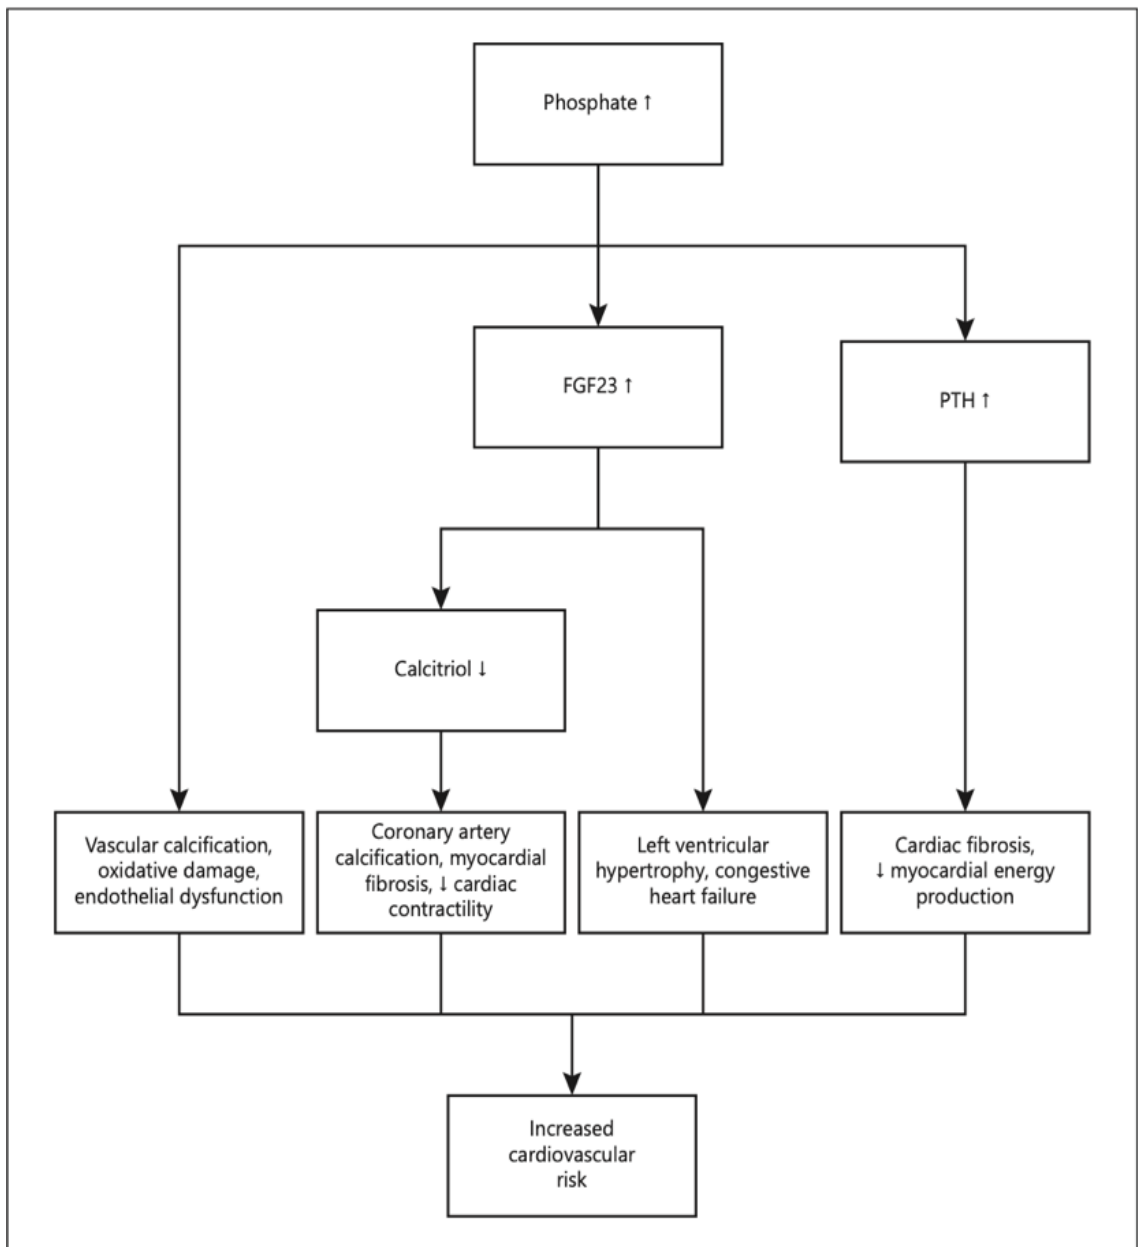 Phosphate ↑
FGF23 ↑
PTH ↑
Calcitriol ↓
Vascular calcification,
oxidative damage,
endothelial dysfunction
Coronary artery
calcification, myocardial
fibrosis, ↓ cardiac
contractility
Left ventricular
hypertrophy, congestive
heart failure
Cardiac fibrosis,
↓ myocardial energy
production
Increased
cardiovascular
risk